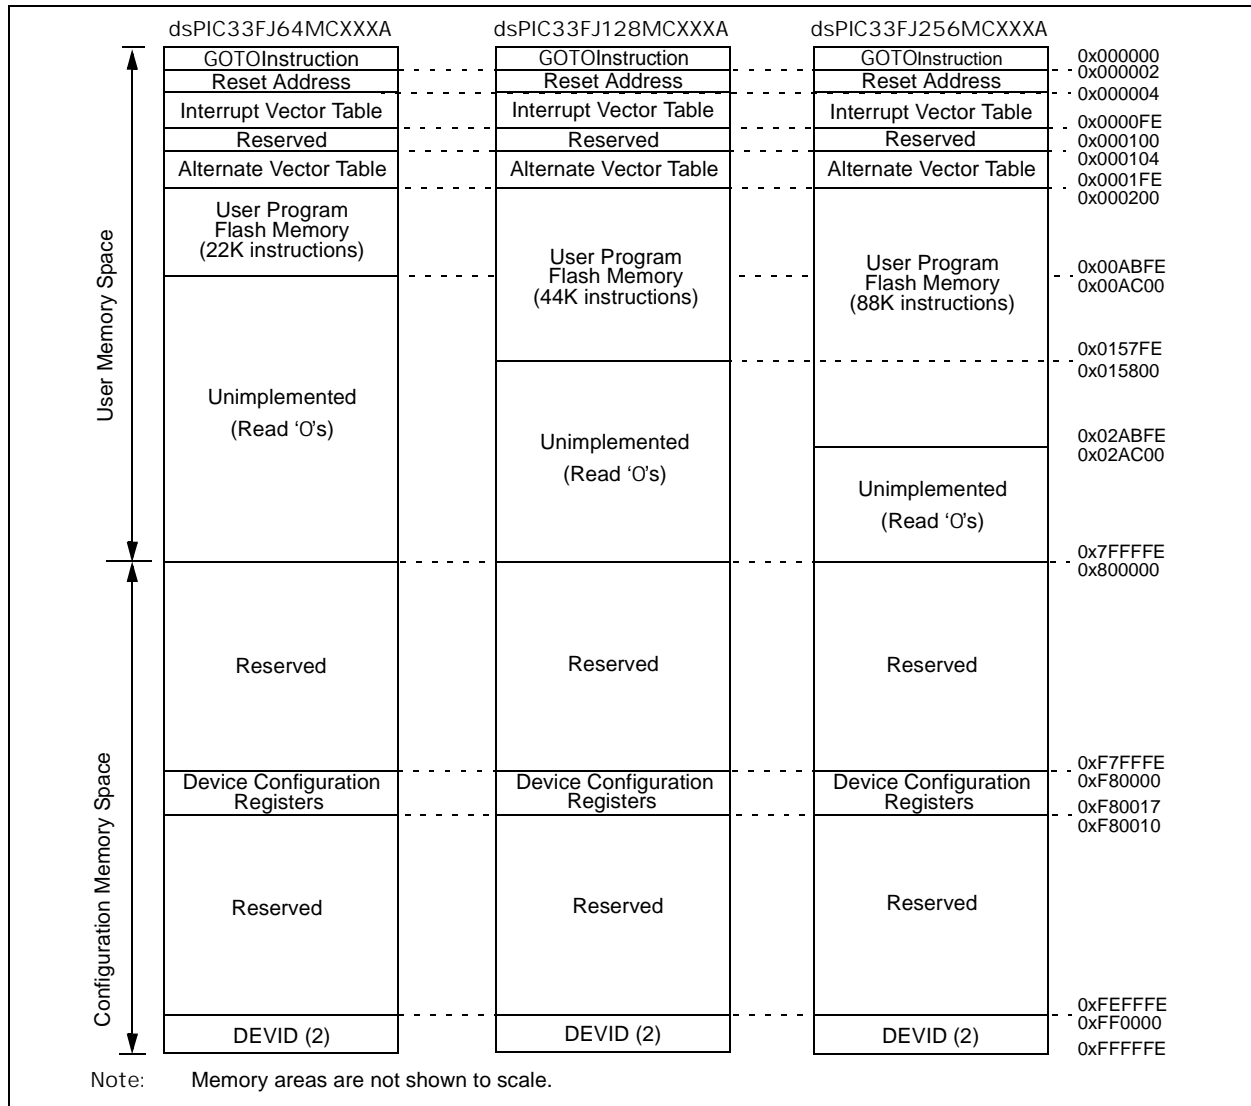 dsPIC33FJ64MCXXXA
dsPIC33FJ128MCXXXA
dsPIC33FJ256MCXXXA
User Memory Space
Configuration Memory Space
GOTO Instruction
Reset Address
Interrupt Vector Table
Reserved
Alternate Vector Table
User Program
Flash Memory
(22K instructions)
Unimplemented
(Read ‘0’s)
Reserved
Device Configuration
Registers
Reserved
DEVID (2)
GOTO Instruction
Reset Address
Interrupt Vector Table
Reserved
Alternate Vector Table
User Program
Flash Memory
(44K instructions)
Unimplemented
(Read ‘0’s)
Reserved
Device Configuration
Registers
Reserved
DEVID (2)
GOTO Instruction
Reset Address
Interrupt Vector Table
Reserved
Alternate Vector Table
User Program
Flash Memory
(88K instructions)
Unimplemented
(Read ‘0’s)
Reserved
Device Configuration
Registers
Reserved
DEVID (2)
0x000000
0x000002
0x000004
0x0000FE
0x000100
0x000104
0x0001FE
0x000200
0x00ABFE
0x00AC00
0x0157FE
0x015800
0x02ABFE
0x02AC00
0x7FFFFE
0x800000
0xF7FFFE
0xF80000
0xF80017
0xF80010
0xFEFFFE
0xFF0000
0xFFFFFE
Note: Memory areas are not shown to scale.